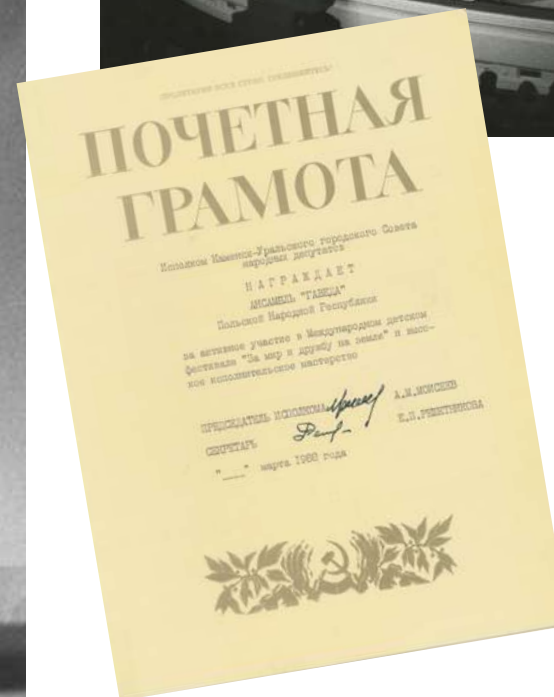 ПРОЛЕТАРИИ ВСЕХ СТРАН, СОЕДИНЯЙТЕСЬ!
ПОЧЕТНАЯ
ГРАМОТА
Исполком Каменск-Уральского городского Совета
народных депутатов
НАГРАЖДАЕТ
АНСАМБЛЬ "ГАВЕДА"
Польской Народной Республики
за активное участие в Международном детском
фестивале "За мир и дружбу на земле" и высо-
кое исполнительское мастерство
ПРЕДСЕДАТЕЛЬ ИСПОЛКОМА А.М.МОИСЕЕВ
СЕКРЕТАРЬ Е.П.РЕШЕТНИКОВА
"___" марта 1988 года